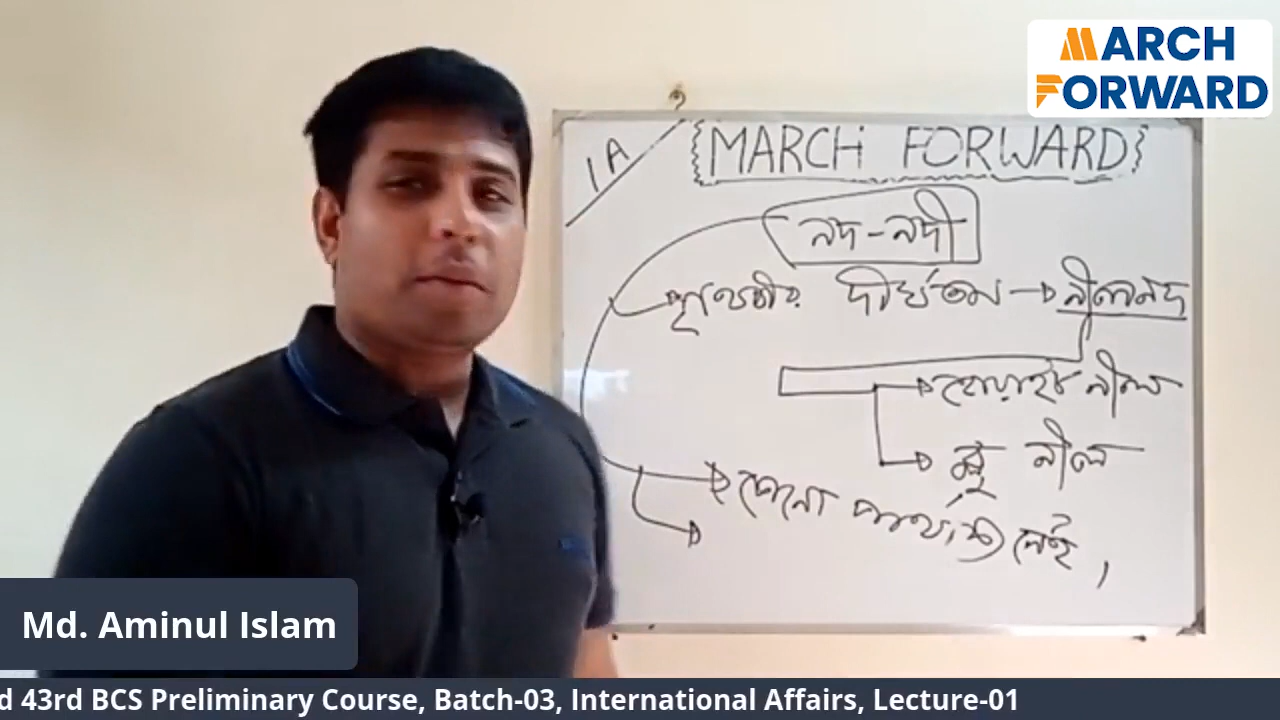 MARCH
FORWARD
1A
{MARCH FORWARD}
নদ-নদী
পৃথিবীর দীর্ঘতম → নীলনদ
হোয়াইট নীল
ব্লু নীল
কোনো শাখা নেই,
Md. Aminul Islam
d 43rd BCS Preliminary Course, Batch-03, International Affairs, Lecture-01